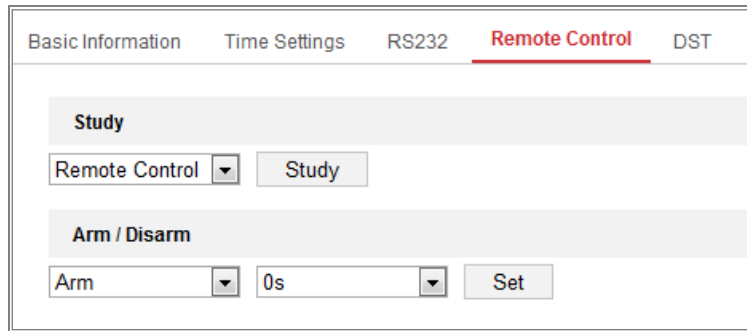 Basic Information Time Settings RS232 Remote Control DST
Study
Remote Control Study
Arm / Disarm
Arm 0s Set